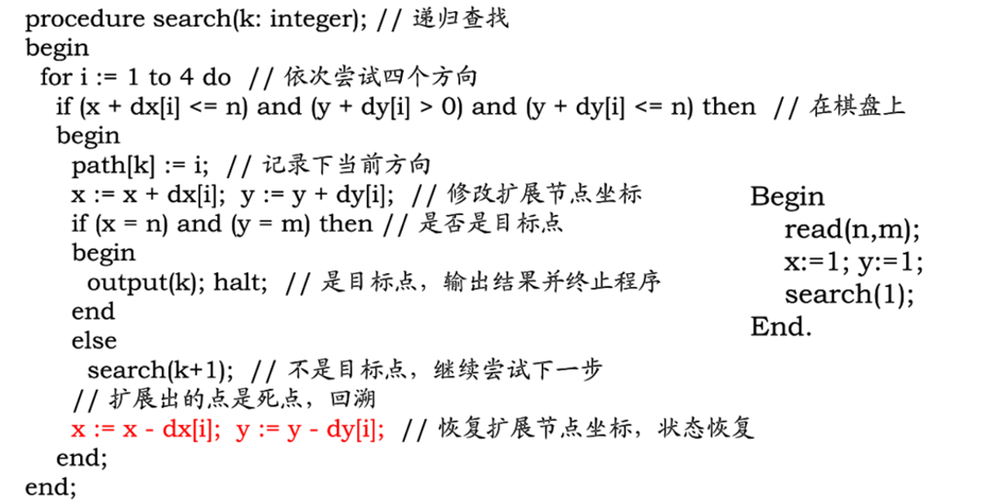 procedure search(k: integer); // 递归查找
begin
for i := 1 to 4 do // 依次尝试四个方向
if (x + dx[i] <= n) and (y + dy[i] > 0) and (y + dy[i] <= n) then // 在棋盘上
begin
path[k] := i; // 记录下当前方向
x := x + dx[i]; y := y + dy[i]; // 修改扩展节点坐标
if (x = n) and (y = m) then // 是否是目标点
begin
output(k); halt; // 是目标点，输出结果并终止程序
end
else
search(k+1); // 不是目标点，继续尝试下一步
// 扩展出的点是死点，回溯
x := x - dx[i]; y := y - dy[i]; // 恢复扩展节点坐标，状态恢复
end;
end;
Begin
read(n,m);
x:=1; y:=1;
search(1);
End.